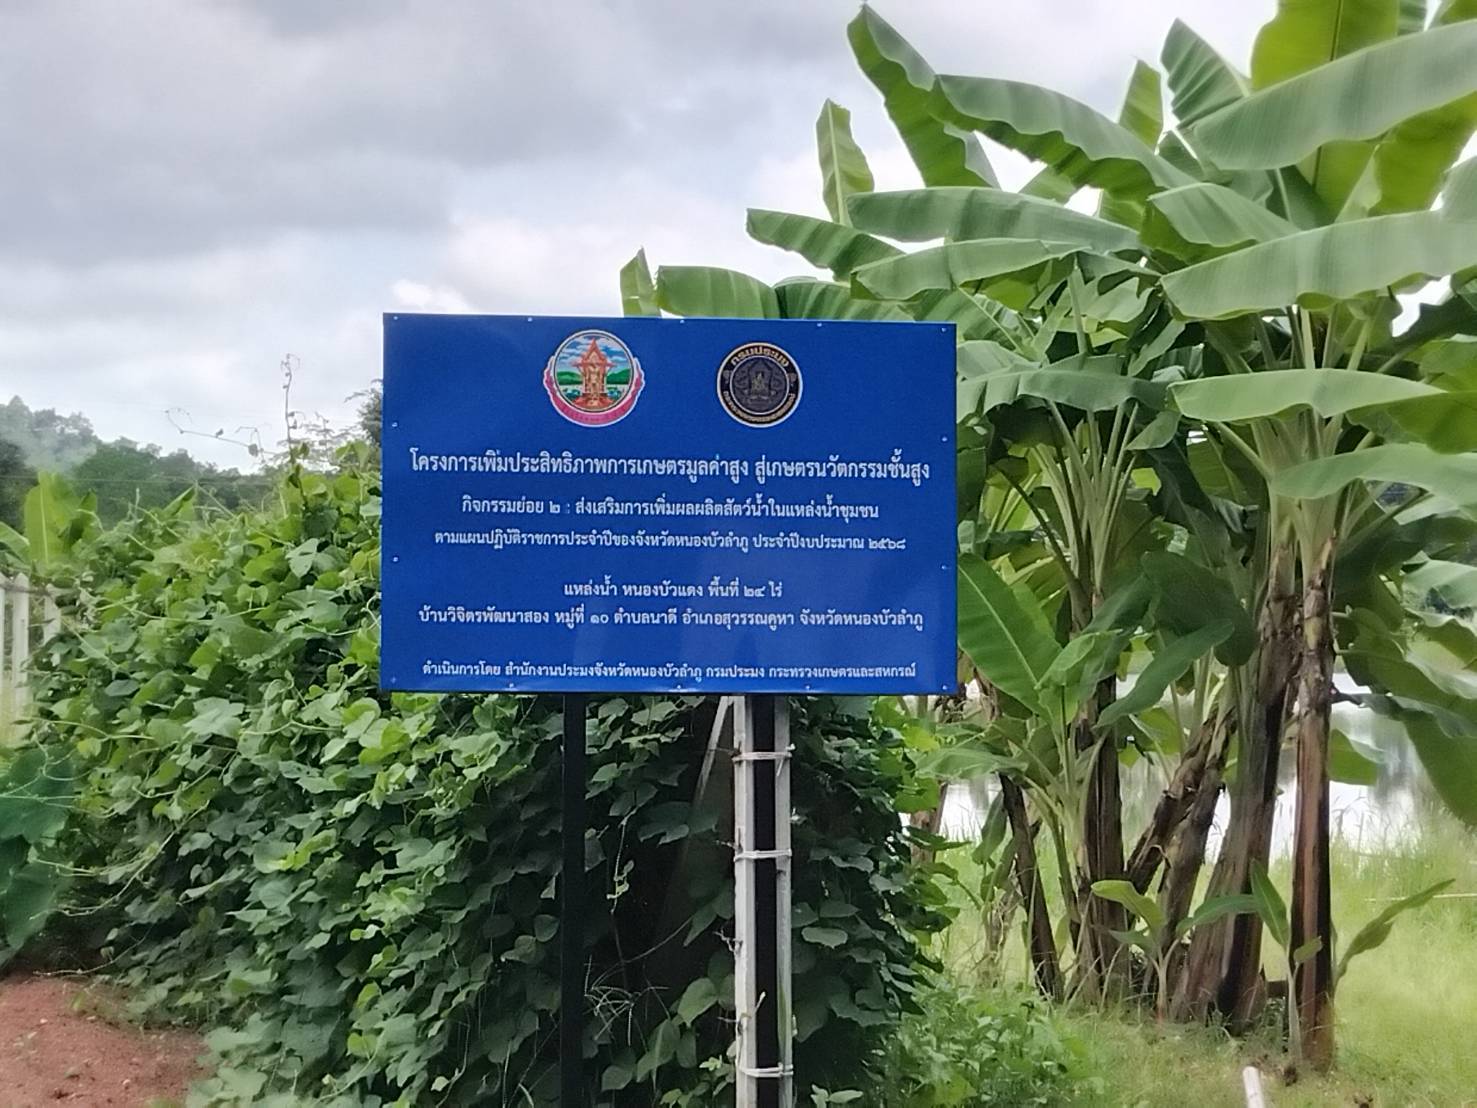 กรมประมง
โครงการเพิ่มประสิทธิภาพการเกษตรมูลค่าสูง สู่เกษตรนวัตกรรมชั้นสูง
กิจกรรมย่อย ๒ : ส่งเสริมการเพิ่มผลผลิตสัตว์น้ำในแหล่งน้ำชุมชน
ตามแผนปฏิบัติราชการประจำปีของจังหวัดหนองบัวลำภู ประจำปีงบประมาณ ๒๕๖๘
แหล่งน้ำ หนองบัวแดง พื้นที่ ๒๔ ไร่
บ้านวิจิตรพัฒนาสอง หมู่ที่ ๑๐ ตำบลนาดี อำเภอสุวรรณคูหา จังหวัดหนองบัวลำภู
ดำเนินการโดย สำนักงานประมงจังหวัดหนองบัวลำภู กรมประมง กระทรวงเกษตรและสหกรณ์